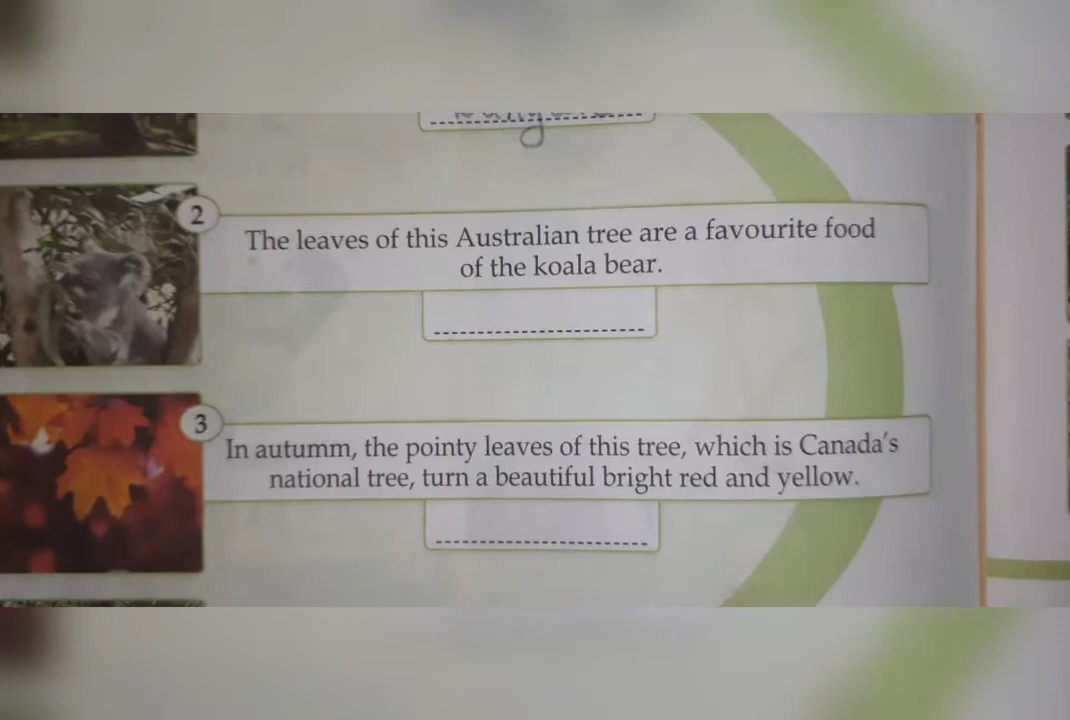 2
The leaves of this Australian tree are a favourite food
of the koala bear.
3
In autumm, the pointy leaves of this tree, which is Canada's
national tree, turn a beautiful bright red and yellow.